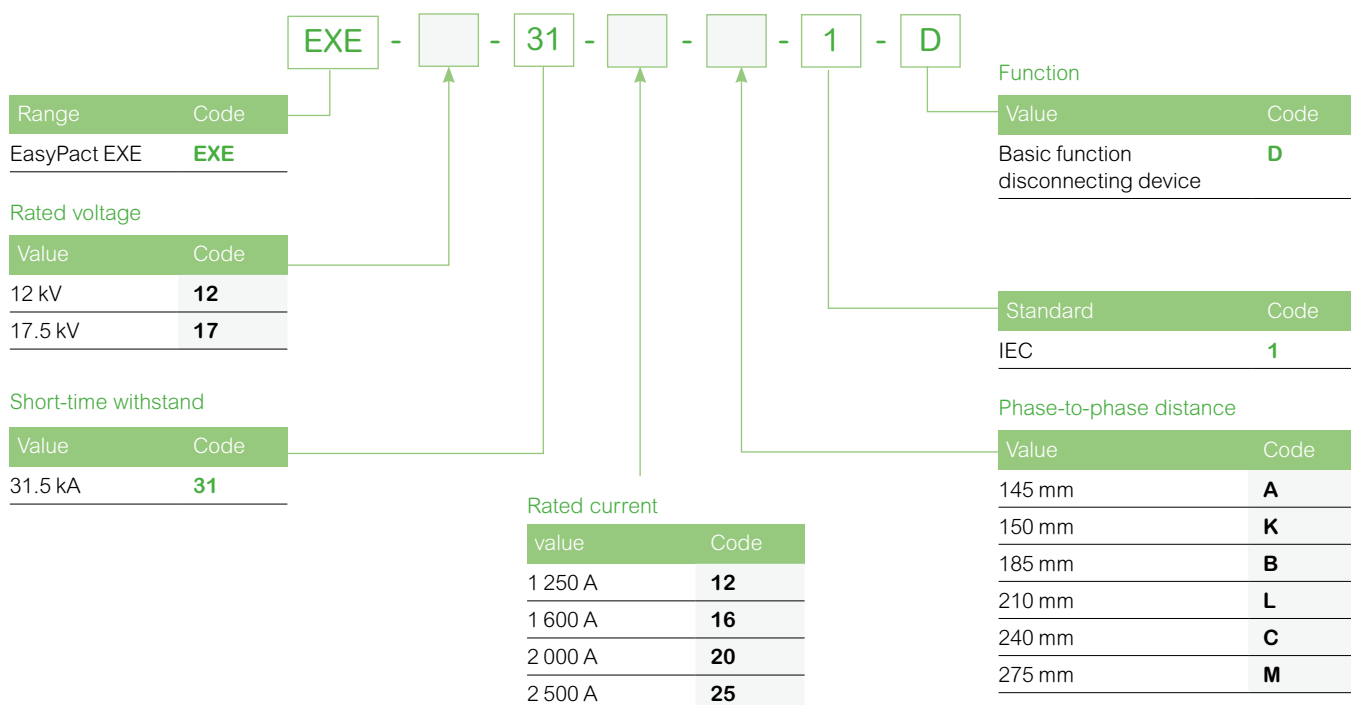 EXE - - 31 - - - 1 - D
Range Code
EasyPact EXE EXE
Rated voltage
Value Code
12 kV 12
17.5 kV 17
Short-time withstand
Value Code
31.5 kA 31
Rated current
value Code
1 250 A 12
1 600 A 16
2 000 A 20
2 500 A 25
Function
Value Code
Basic function D
disconnecting device
Standard Code
IEC 1
Phase-to-phase distance
Value Code
145 mm A
150 mm K
185 mm B
210 mm L
240 mm C
275 mm M